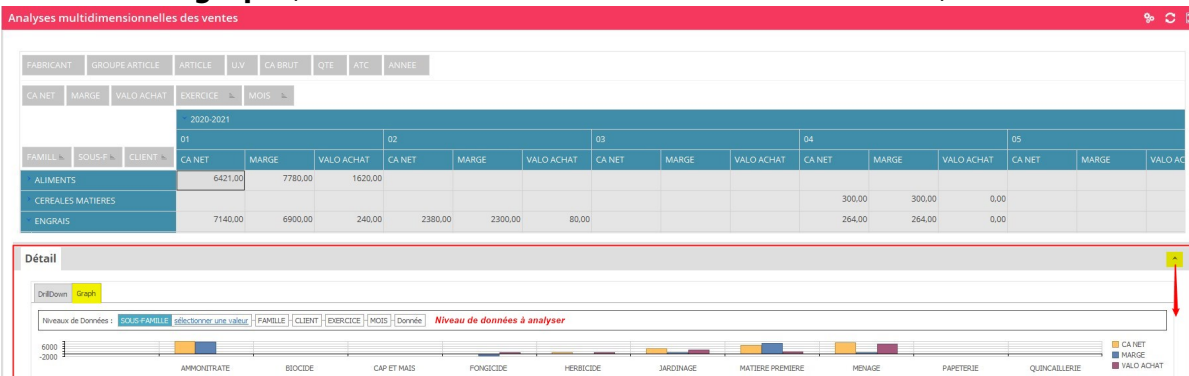 Analyses multidimensionnelles des ventes
FABRICANT GROUPE ARTICLE ARTICLE U.V CA BRUT QTE ATC ANNEE
CA NET MARGE VALO ACHAT EXERCICE MOIS
2020-2021
01 02 03 04 05
FAMILL SOUS-F CLIENT CA NET MARGE VALO ACHAT CA NET MARGE VALO ACHAT CA NET MARGE VALO ACHAT CA NET MARGE VALO ACHAT CA NET MARGE VALO AC
ALIMENTS 6421,00 7780,00 1620,00
CEREALES MATIERES 300,00 300,00 0,00
ENGRAIS 7140,00 6900,00 240,00 2380,00 2300,00 80,00 264,00 264,00 0,00
Détail
DrillDown Graph
Niveaux de Données : SOUS-FAMILLE sélectionner une valeur FAMILLE CLIENT EXERCICE MOIS Donnée Niveau de données à analyser
6000
-2000
CA NET
MARGE
VALO ACHAT
AMMONITRATE BIOCIDE CAP ET MAIS FONGICIDE HERBICIDE JARDINAGE MATIERE PREMIERE MENAGE PAPETERIE QUINCAILLERIE